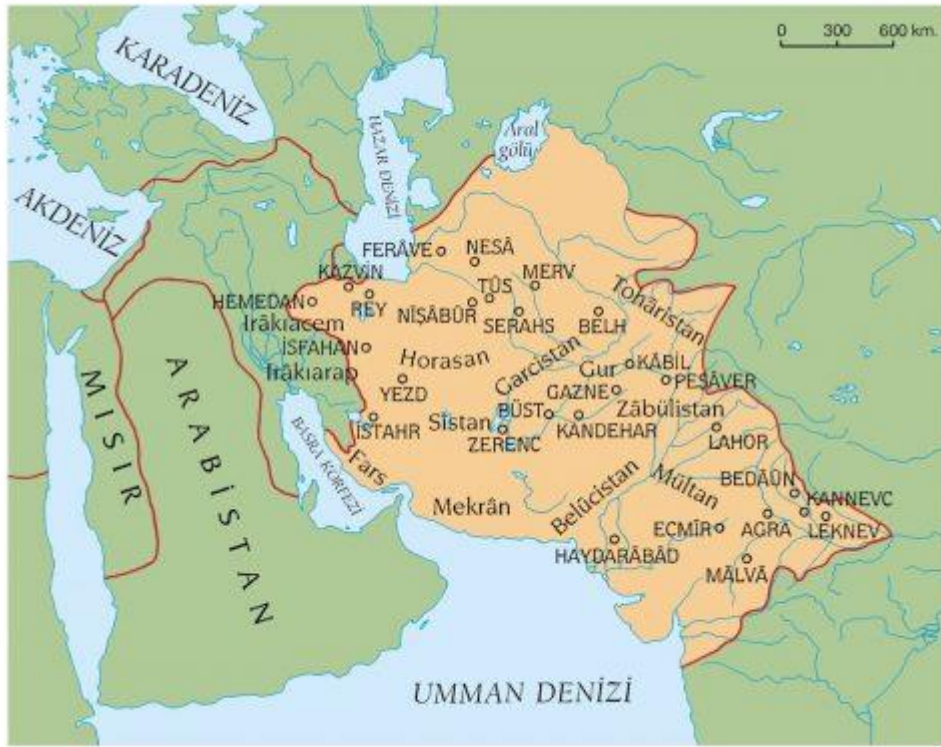 KARADENİZ
0 300 600 km.
HAZAR DENİZİ
Aral
gölü
AKDENİZ
FERÂVE
NESÂ
KAZVİN
MERV
TÛS
Tohâristan
HEMEDAN
REY
NİŞÂBÛR
SERAHS
BELH
Irâkıacem
İSFAHAN
Horasan
Garcistan
Gur
KÂBİL
Irâkıarap
YEZD
GAZNE
PEŞÂVER
MISIR
ARABİSTAN
BASRA KÖRFEZİ
İSTAHR
Sîstan
BÜST
Zâbülistan
ZERENC
KANDEHAR
LAHOR
Fars
Mekrân
Belûcistan
Mültan
BEDÂÛN
KANNEVC
ECMÎR
AGRA
LEKNEV
HAYDARÂBÂD
MÂLVÂ
UMMAN DENİZİ